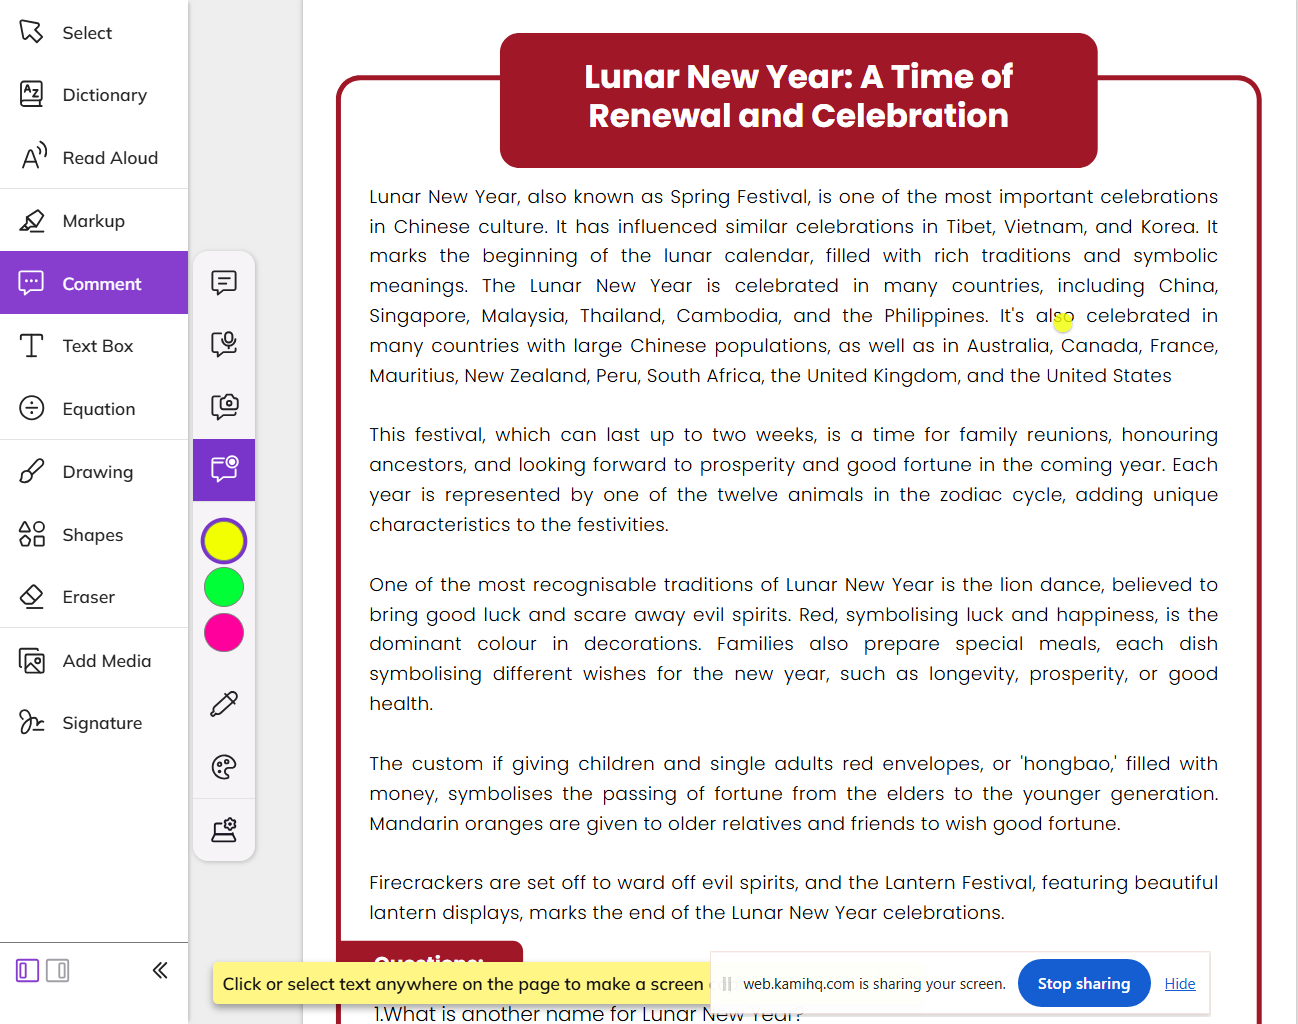 Select
Dictionary
Read Aloud
Markup
Comment
Text Box
Equation
Drawing
Shapes
Eraser
Add Media
Signature
Lunar New Year: A Time of
Renewal and Celebration
Lunar New Year, also known as Spring Festival, is one of the most important celebrations
in Chinese culture. It has influenced similar celebrations in Tibet, Vietnam, and Korea. It
marks the beginning of the lunar calendar, filled with rich traditions and symbolic
meanings. The Lunar New Year is celebrated in many countries, including China,
Singapore, Malaysia, Thailand, Cambodia, and the Philippines. It's also celebrated in
many countries with large Chinese populations, as well as in Australia, Canada, France,
Mauritius, New Zealand, Peru, South Africa, the United Kingdom, and the United States
This festival, which can last up to two weeks, is a time for family reunions, honouring
ancestors, and looking forward to prosperity and good fortune in the coming year. Each
year is represented by one of the twelve animals in the zodiac cycle, adding unique
characteristics to the festivities.
One of the most recognisable traditions of Lunar New Year is the lion dance, believed to
bring good luck and scare away evil spirits. Red, symbolising luck and happiness, is the
dominant colour in decorations. Families also prepare special meals, each dish
symbolising different wishes for the new year, such as longevity, prosperity, or good
health.
The custom if giving children and single adults red envelopes, or 'hongbao,' filled with
money, symbolises the passing of fortune from the elders to the younger generation.
Mandarin oranges are given to older relatives and friends to wish good fortune.
Firecrackers are set off to ward off evil spirits, and the Lantern Festival, featuring beautiful
lantern displays, marks the end of the Lunar New Year celebrations.
Questions:
Click or select text anywhere on the page to make a screen
web.kamihq.com is sharing your screen.
Stop sharing
Hide
1.What is another name for Lunar New Year?